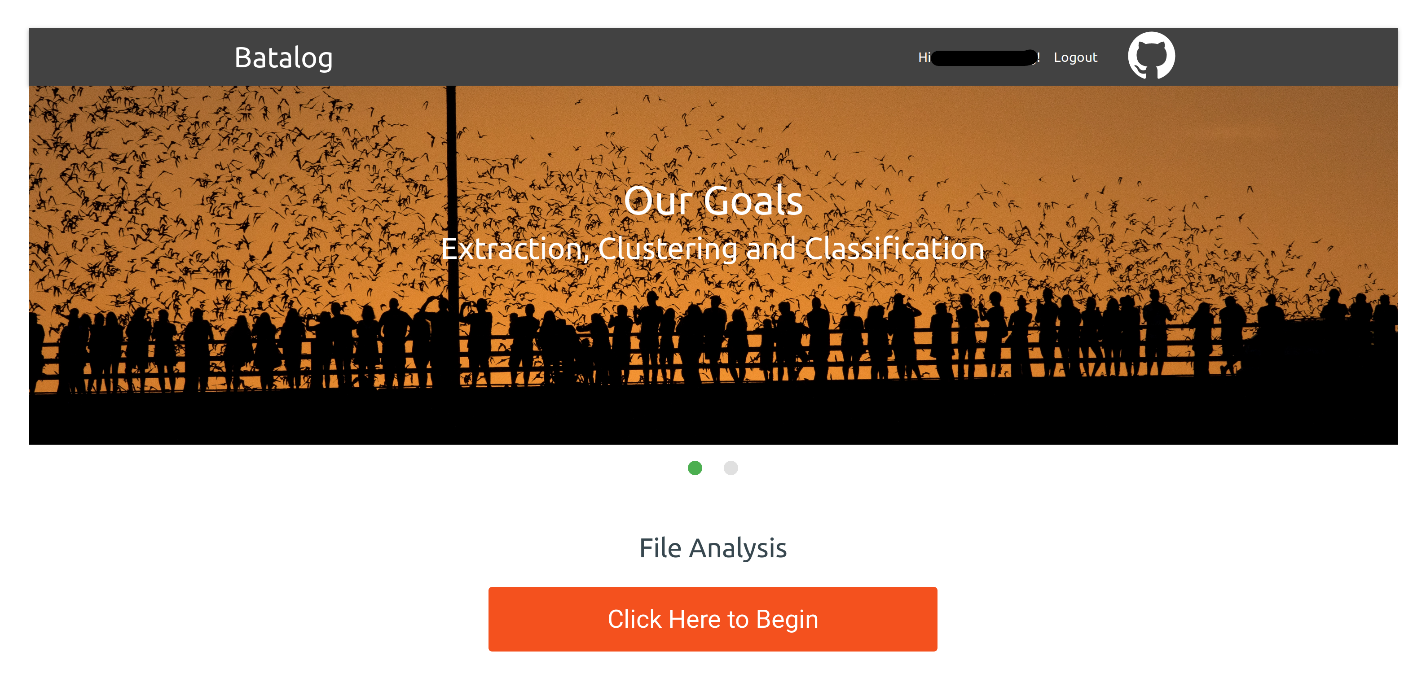 Batalog
Hi ! Logout
Our Goals
Extraction, Clustering and Classification
File Analysis
Click Here to Begin